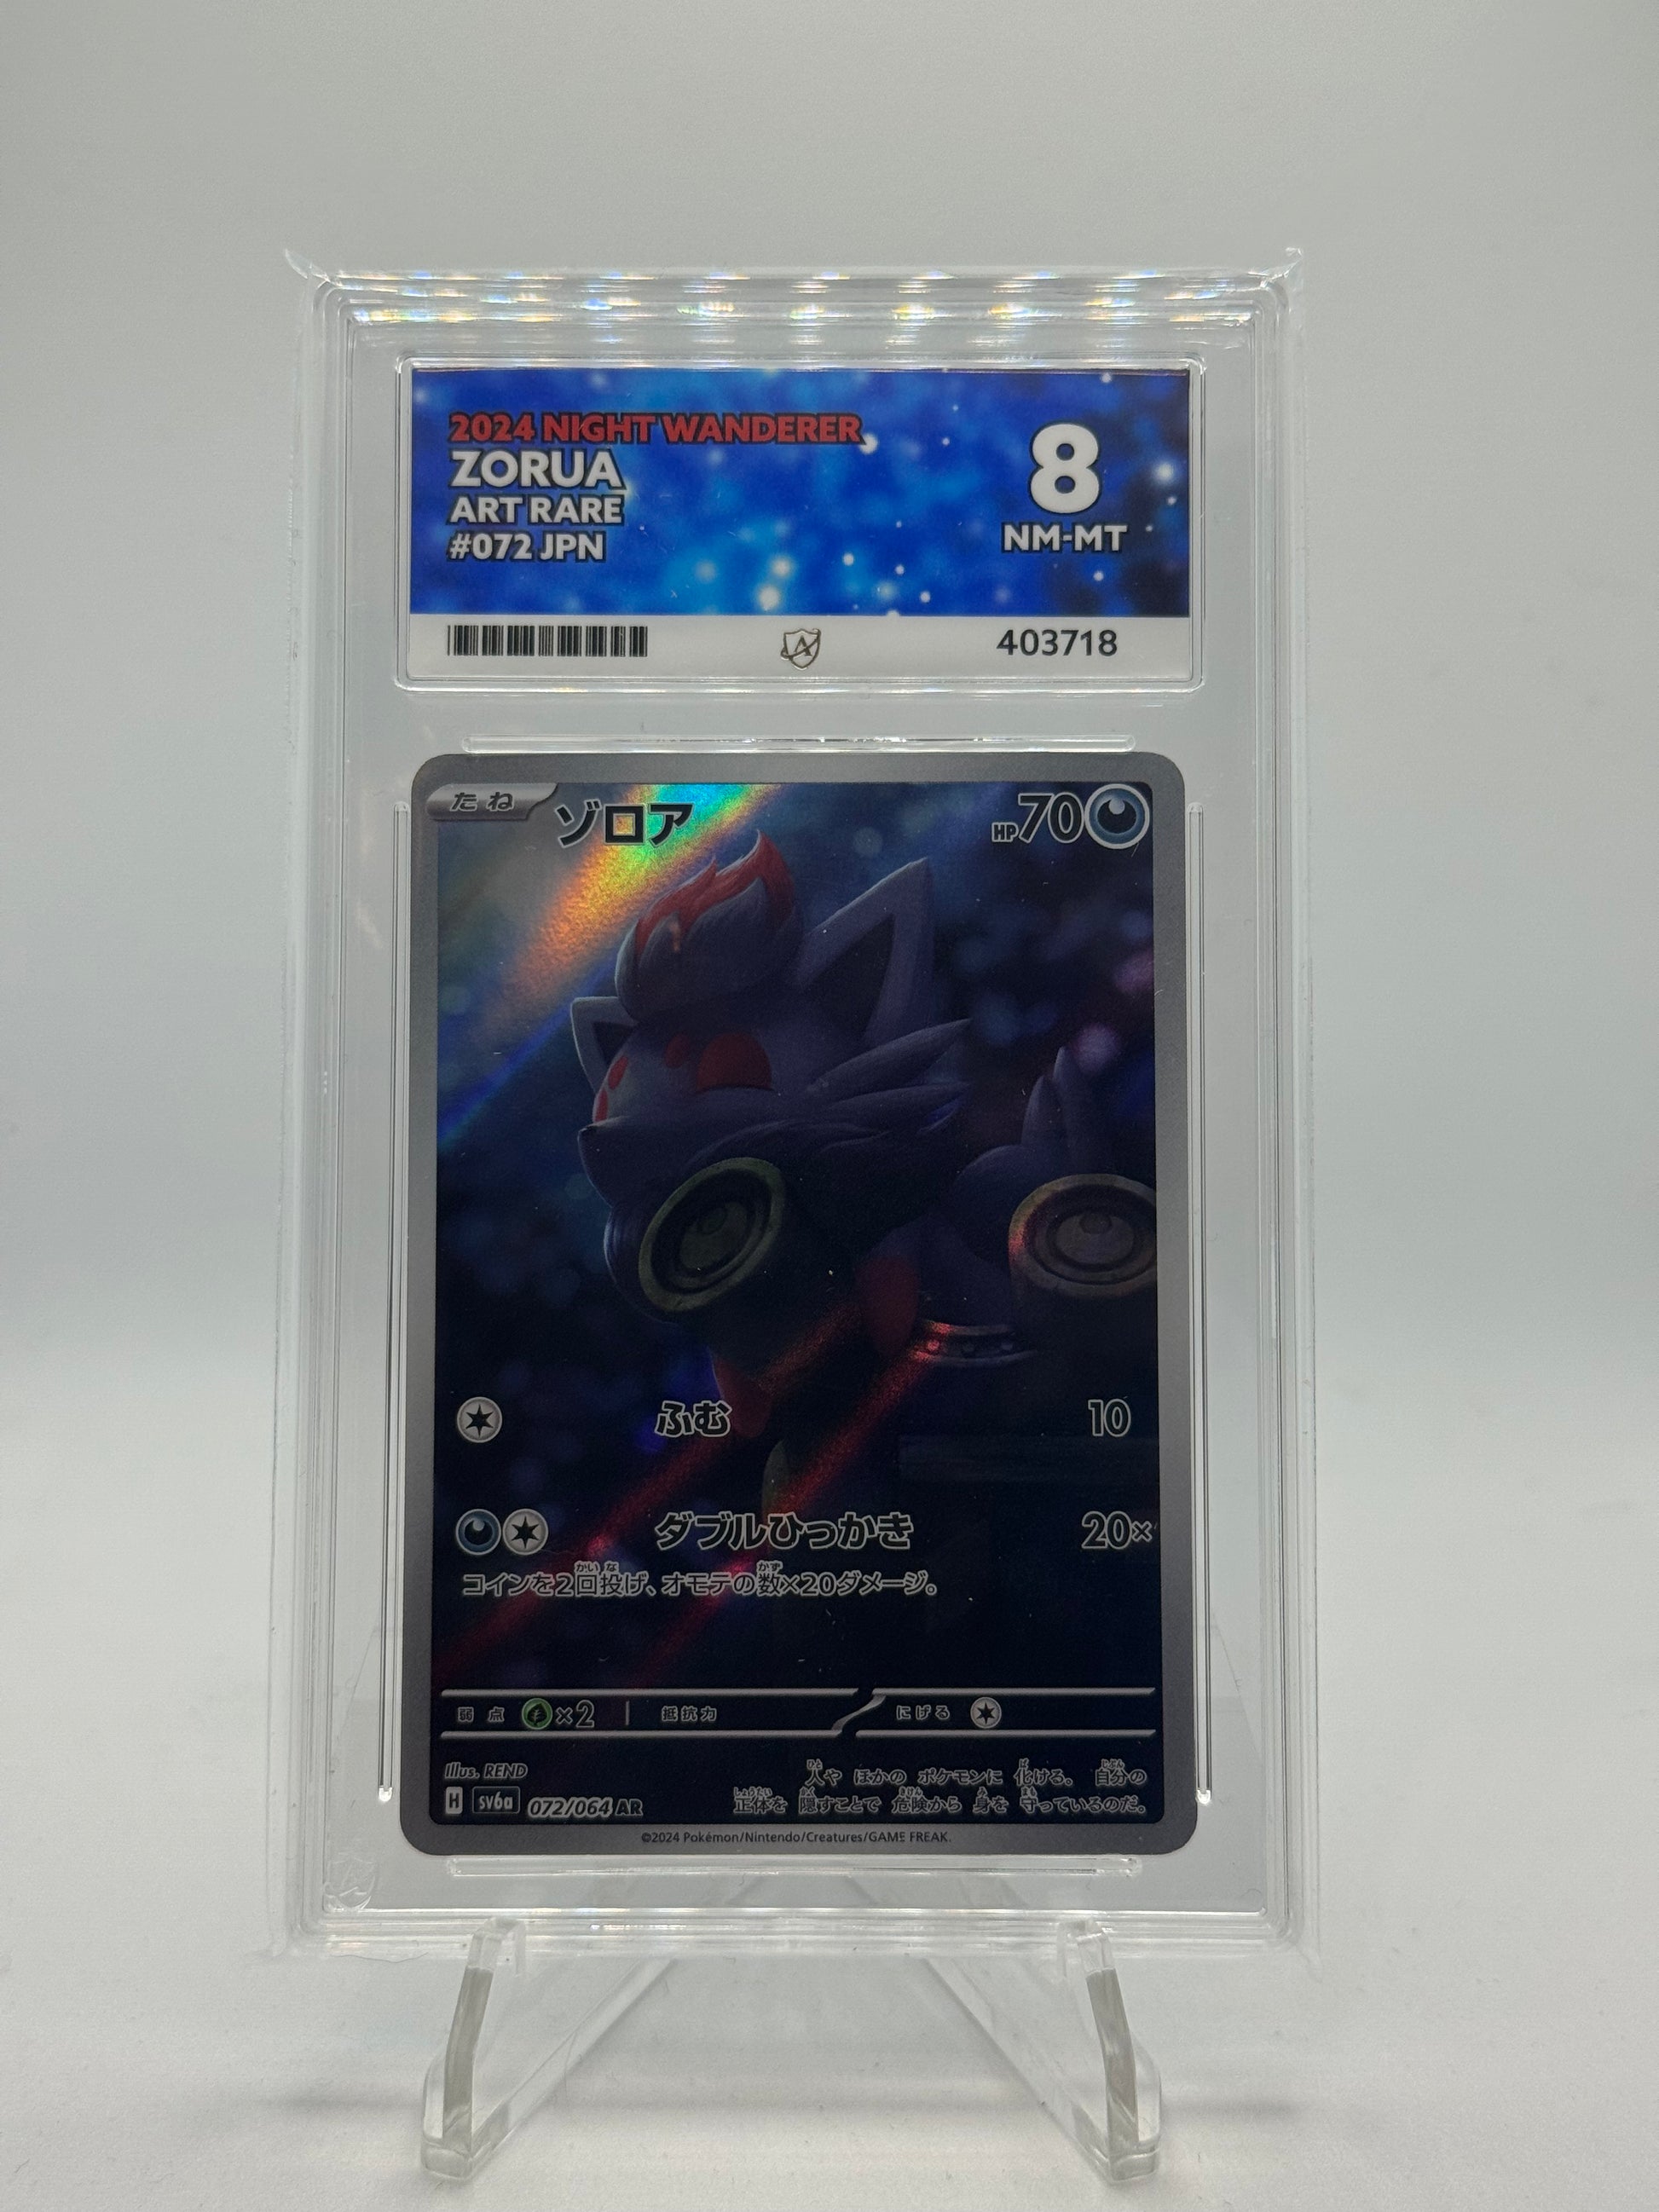 2024 NIGHT WANDERER
ZORUA
ART RARE
#072 JPN
8
NM-MT
403718
たね ゾロア HP70
ふむ 10
ダブルひっかき 20×
コインを2回投げ、オモテの数×20ダメージ。
弱点 ×2 抵抗力 にげる
Illus. REND
人や ほかの ポケモンに 化ける。 自分の
正体を 隠すことで 危険から 身を 守っているのだ。
H sv6a 072/064 AR
©2024 Pokémon/Nintendo/Creatures/GAME FREAK.